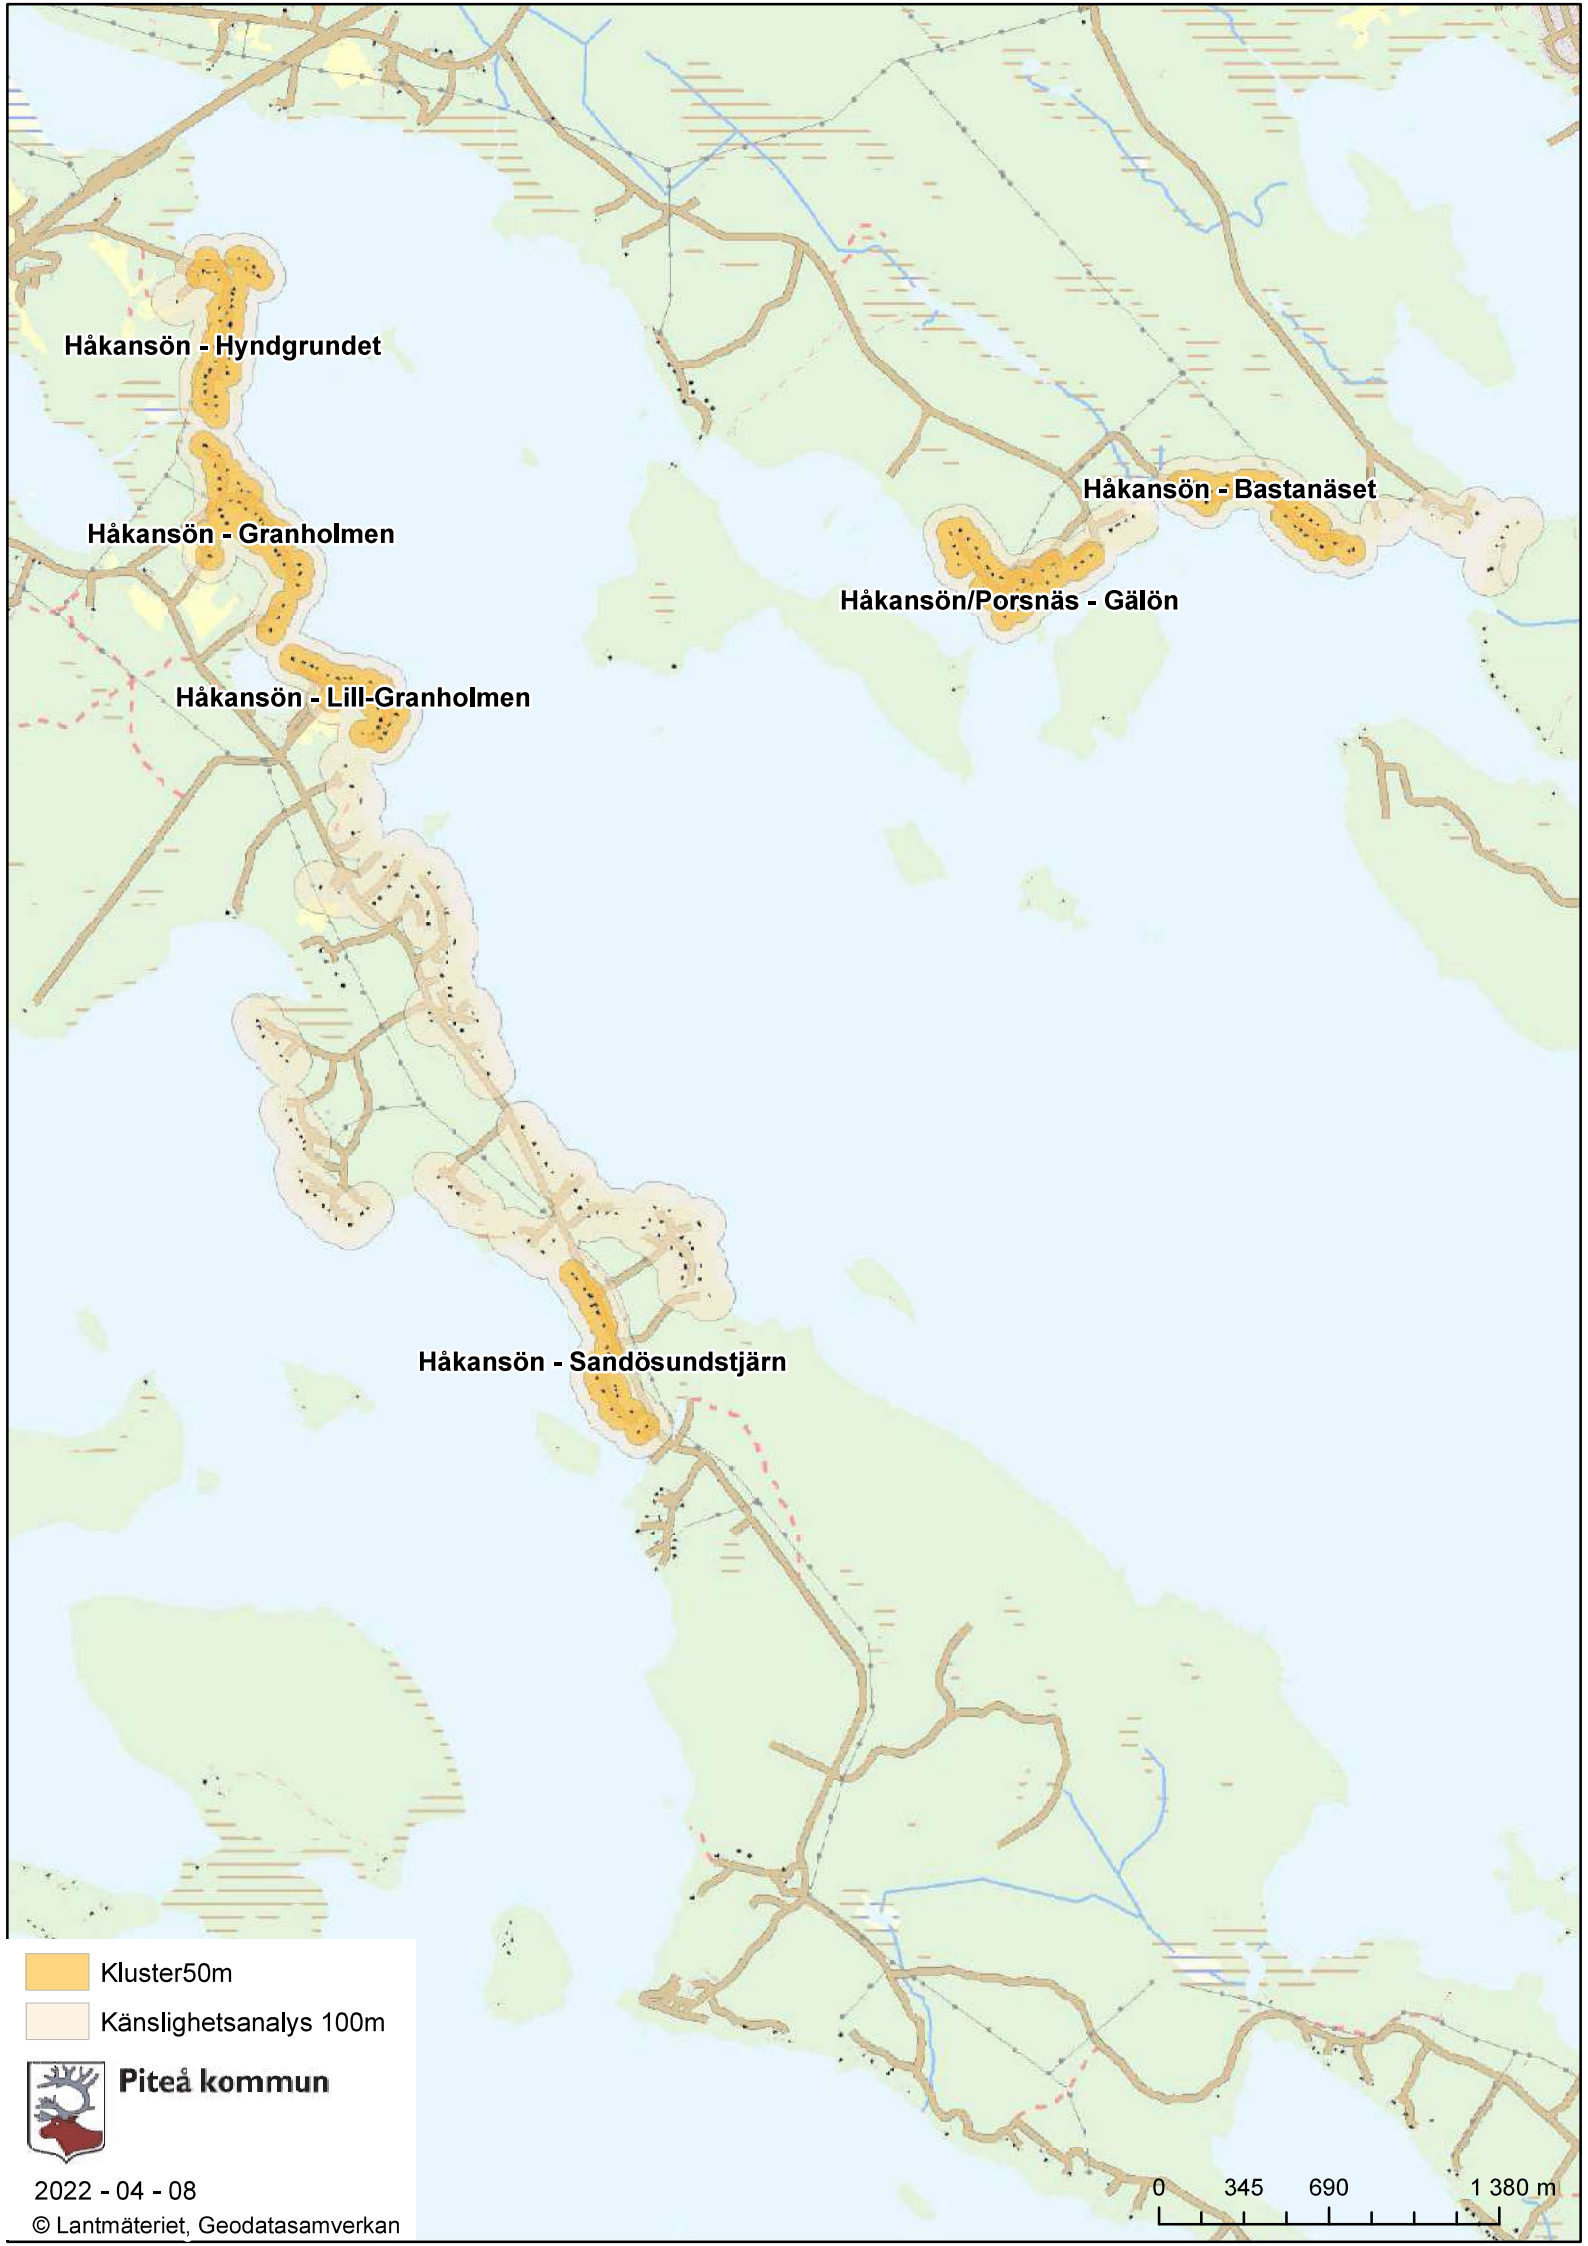 Håkansön - Hyndgrundet
Håkansön - Bastanäset
Håkansön - Granholmen
Håkansön/Porsnäs - Gälön
Håkansön - Lill-Granholmen
Håkansön - Sandösundstjärn
Kluster50m
Känslighetsanalys 100m
Piteå kommun
2022 - 04 - 08
© Lantmäteriet, Geodatasamverkan
0 345 690 1 380 m